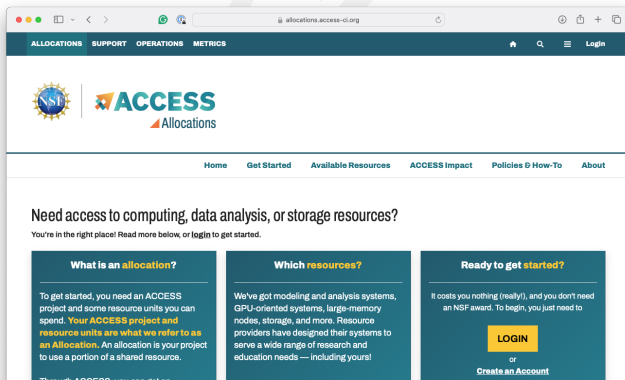 allocations.access-ci.org
ALLOCATIONS SUPPORT OPERATIONS METRICS Login
NSF
ACCESS
Allocations
Home Get Started Available Resources ACCESS Impact Policies & How-To About
Need access to computing, data analysis, or storage resources?
You're in the right place! Read more below, or login to get started.
What is an allocation?
To get started, you need an ACCESS
project and some resource units you can
spend. Your ACCESS project and
resource units are what we refer to as
an Allocation. An allocation is your project
to use a portion of a shared resource.
Which resources?
We've got modeling and analysis systems,
GPU-oriented systems, large-memory
nodes, storage, and more. Resource
providers have designed their systems to
serve a wide range of research and
education needs — including yours!
Ready to get started?
It costs you nothing (really!), and you don't need
an NSF award. To begin, you just need to
LOGIN
or
Create an Account